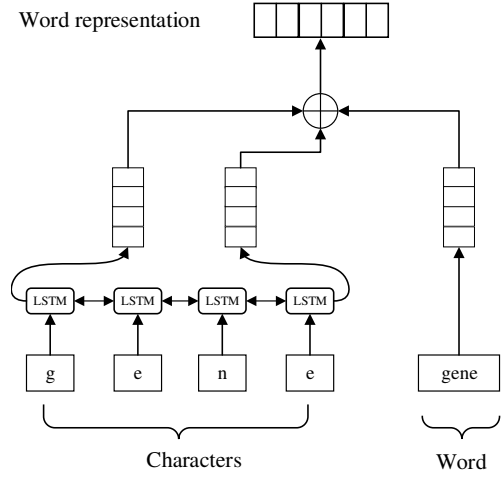 Word representation
LSTM LSTM LSTM LSTM
g e n e gene
Characters Word